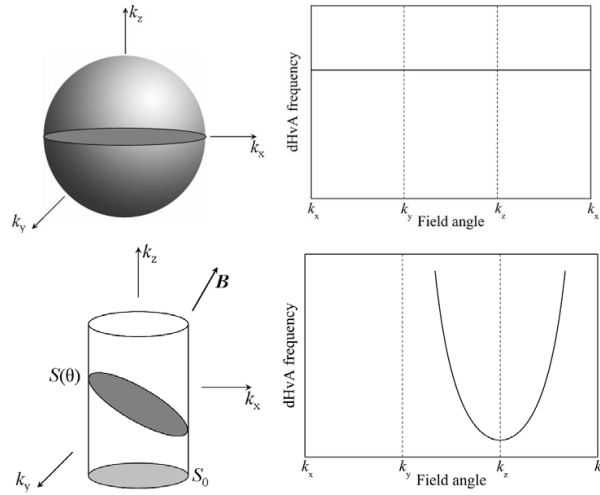 k_z
k_x
k_y
dHvA frequency
k_x k_y k_z k_x
Field angle
k_z
B
S(θ)
k_x
k_y
S_0
dHvA frequency
k_x k_y k_z k
Field angle